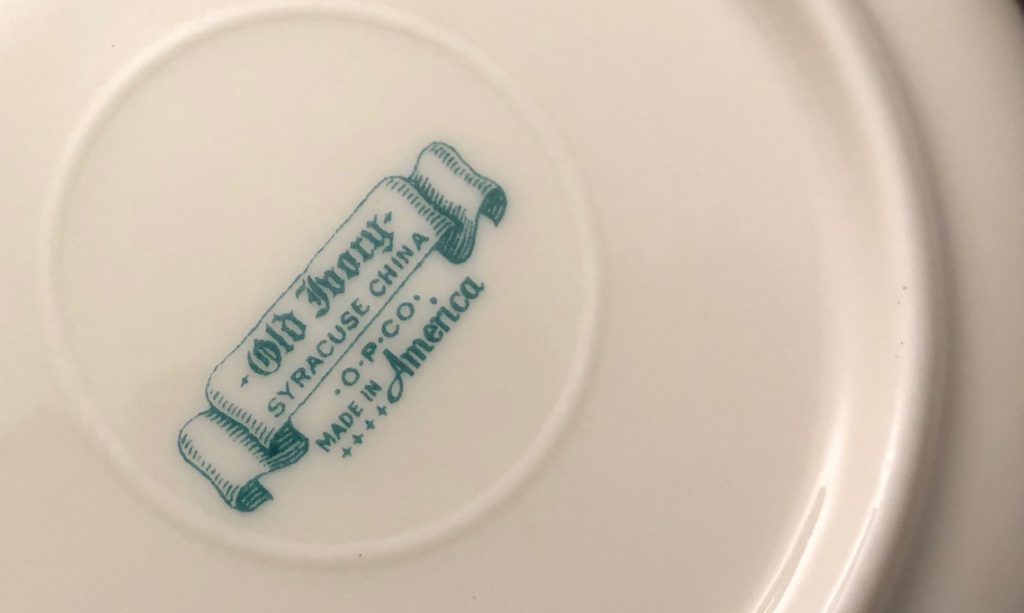 Old Ivory
SYRACUSE CHINA
·O·P·CO·
MADE IN America